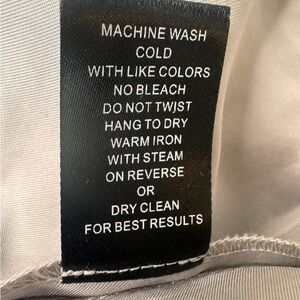 MACHINE WASH
COLD
WITH LIKE COLORS
NO BLEACH
DO NOT TWIST
HANG TO DRY
WARM IRON
WITH STEAM
ON REVERSE
OR
DRY CLEAN
FOR BEST RESULTS